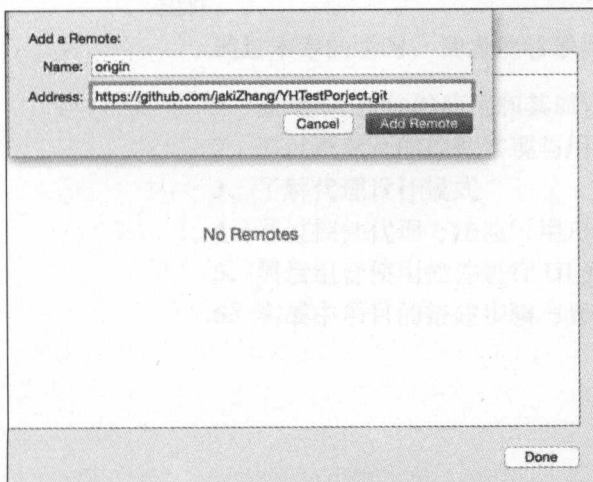 Add a Remote:
Name: origin
Address: https://github.com/jakiZhang/YHTestPorject.git
Cancel Add Remote
No Remotes
Done